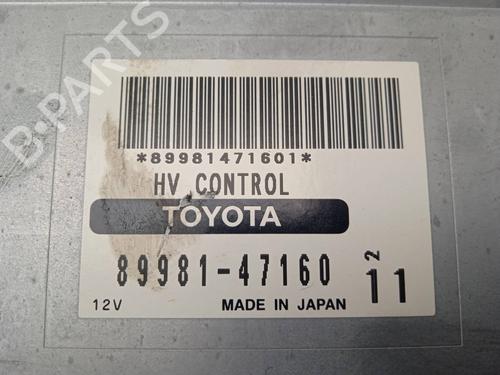 B-PARTS
*89981471601*
HV CONTROL
TOYOTA
89981-47160
2
11
12V
MADE IN JAPAN